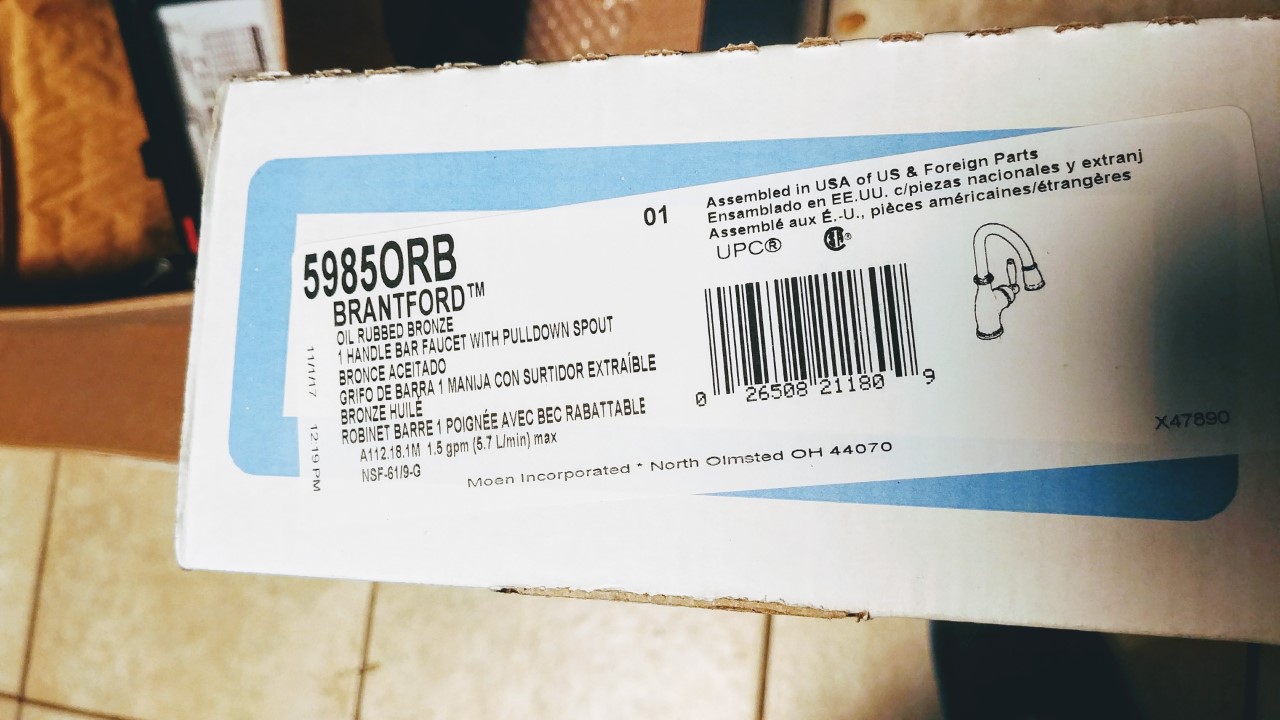 01
Assembled in USA of US & Foreign Parts
Ensamblado en EE.UU. c/piezas nacionales y extranj
Assemblé aux É.-U., pièces américaines/étrangères
UPC®
®
5985ORB
BRANTFORD™
OIL RUBBED BRONZE
1 HANDLE BAR FAUCET WITH PULLDOWN SPOUT
BRONCE ACEITADO
GRIFO DE BARRA 1 MANIJA CON SURTIDOR EXTRAÍBLE
BRONZE HUILÉ
ROBINET BARRE 1 POIGNÉE AVEC BEC RABATTABLE
A112.18.1M 1.5 gpm (5.7 L/min) max
NSF-61/9-G
11/1/17 12:19 PM
0 26508 21180 9
X47890
Moen Incorporated * North Olmsted OH 44070